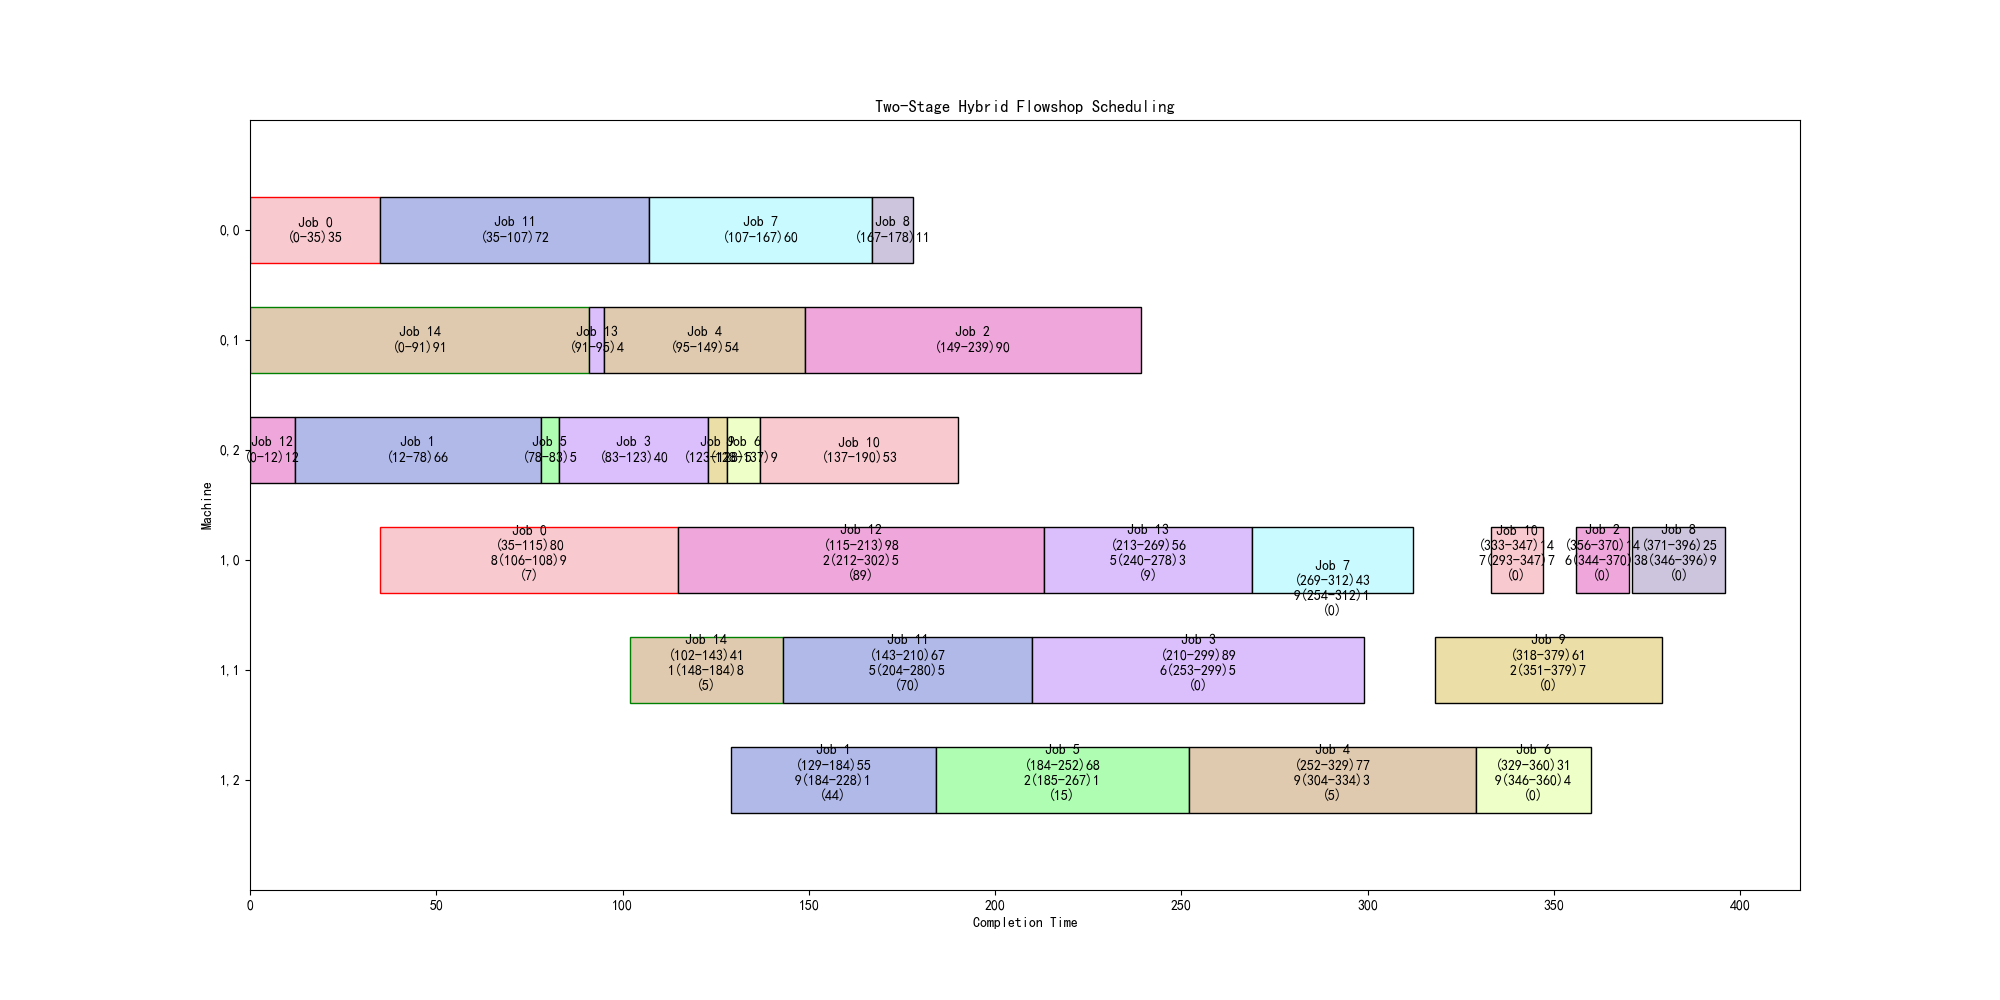 Two-Stage Hybrid Flowshop Scheduling
Machine
0,0
Job 0
(0-35)35
Job 11
(35-107)72
Job 7
(107-167)60
Job 8
(167-178)11
0,1
Job 14
(0-91)91
Job 13
(91-95)4
Job 4
(95-149)54
Job 2
(149-239)90
0,2
Job 12
(0-12)12
Job 1
(12-78)66
Job 5
(78-83)5
Job 3
(83-123)40
Job 9
(123-128)5
Job 6
(128-137)9
Job 10
(137-190)53
1,0
Job 0
(35-115)80
8(106-108)9
(7)
Job 12
(115-213)98
2(212-302)5
(89)
Job 13
(213-269)56
5(240-278)3
(9)
Job 7
(269-312)43
9(254-312)1
(0)
Job 10
(333-347)14
7(293-347)7
(0)
Job 2
(356-370)14
6(344-370)3
(0)
Job 8
(371-396)25
8(346-396)9
(0)
1,1
Job 14
(102-143)41
1(148-184)8
(5)
Job 11
(143-210)67
5(204-280)5
(70)
Job 3
(210-299)89
6(253-299)5
(0)
Job 9
(318-379)61
2(351-379)7
(0)
1,2
Job 1
(129-184)55
9(184-228)1
(44)
Job 5
(184-252)68
2(185-267)1
(15)
Job 4
(252-329)77
9(304-334)3
(5)
Job 6
(329-360)31
9(346-360)4
(0)
0 50 100 150 200 250 300 350 400
Completion Time